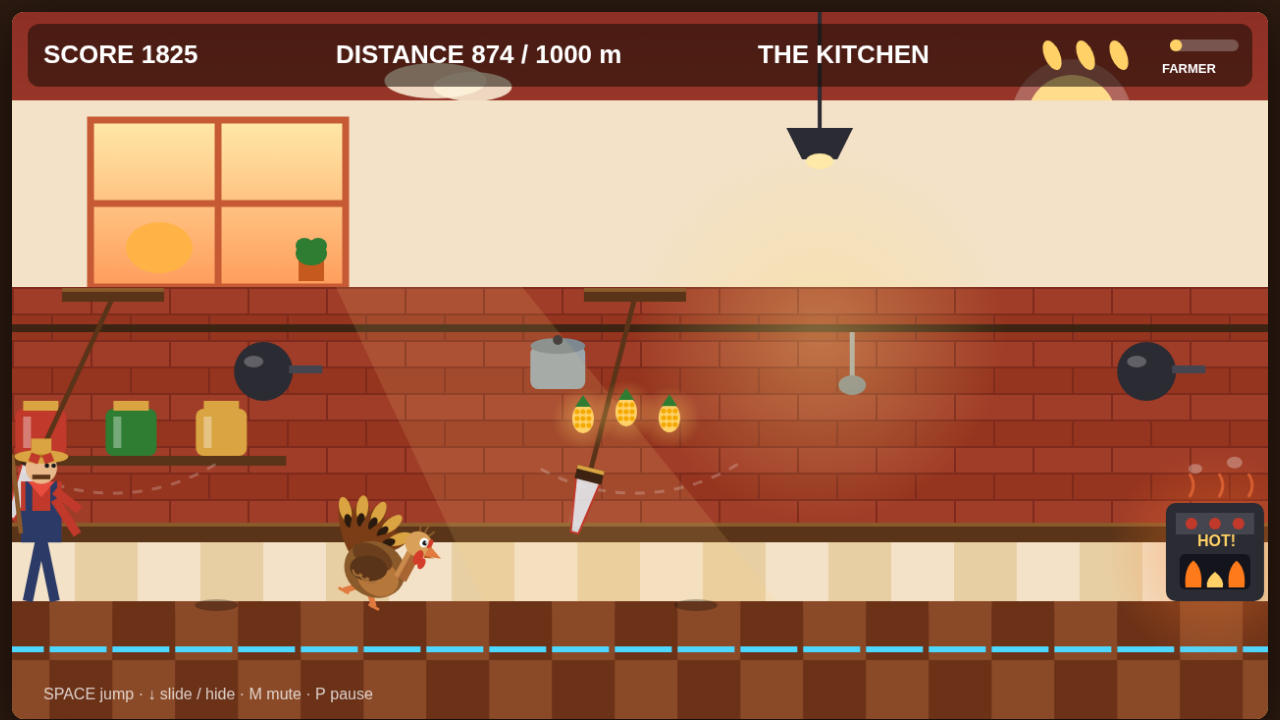 SCORE 1825
DISTANCE 874 / 1000 m
THE KITCHEN
FARMER
HOT!
SPACE jump · ↓ slide / hide · M mute · P pause